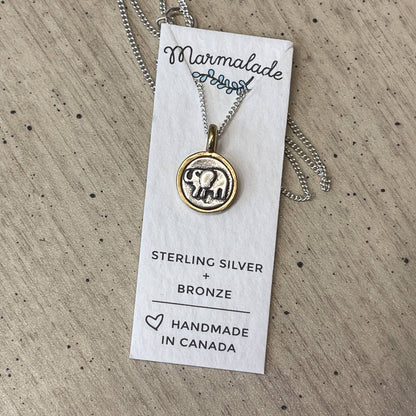 Marmalade
STERLING SILVER
+
BRONZE
HANDMADE
IN CANADA